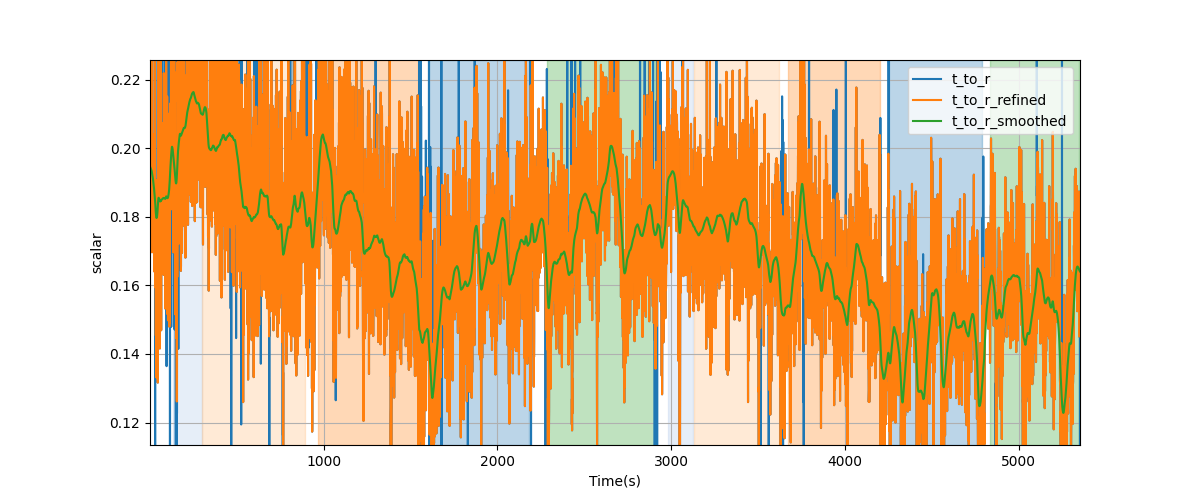 0.22
0.20
0.18
0.16
0.14
0.12
scalar
1000
2000
3000
4000
5000
Time(s)
t_to_r
t_to_r_refined
t_to_r_smoothed